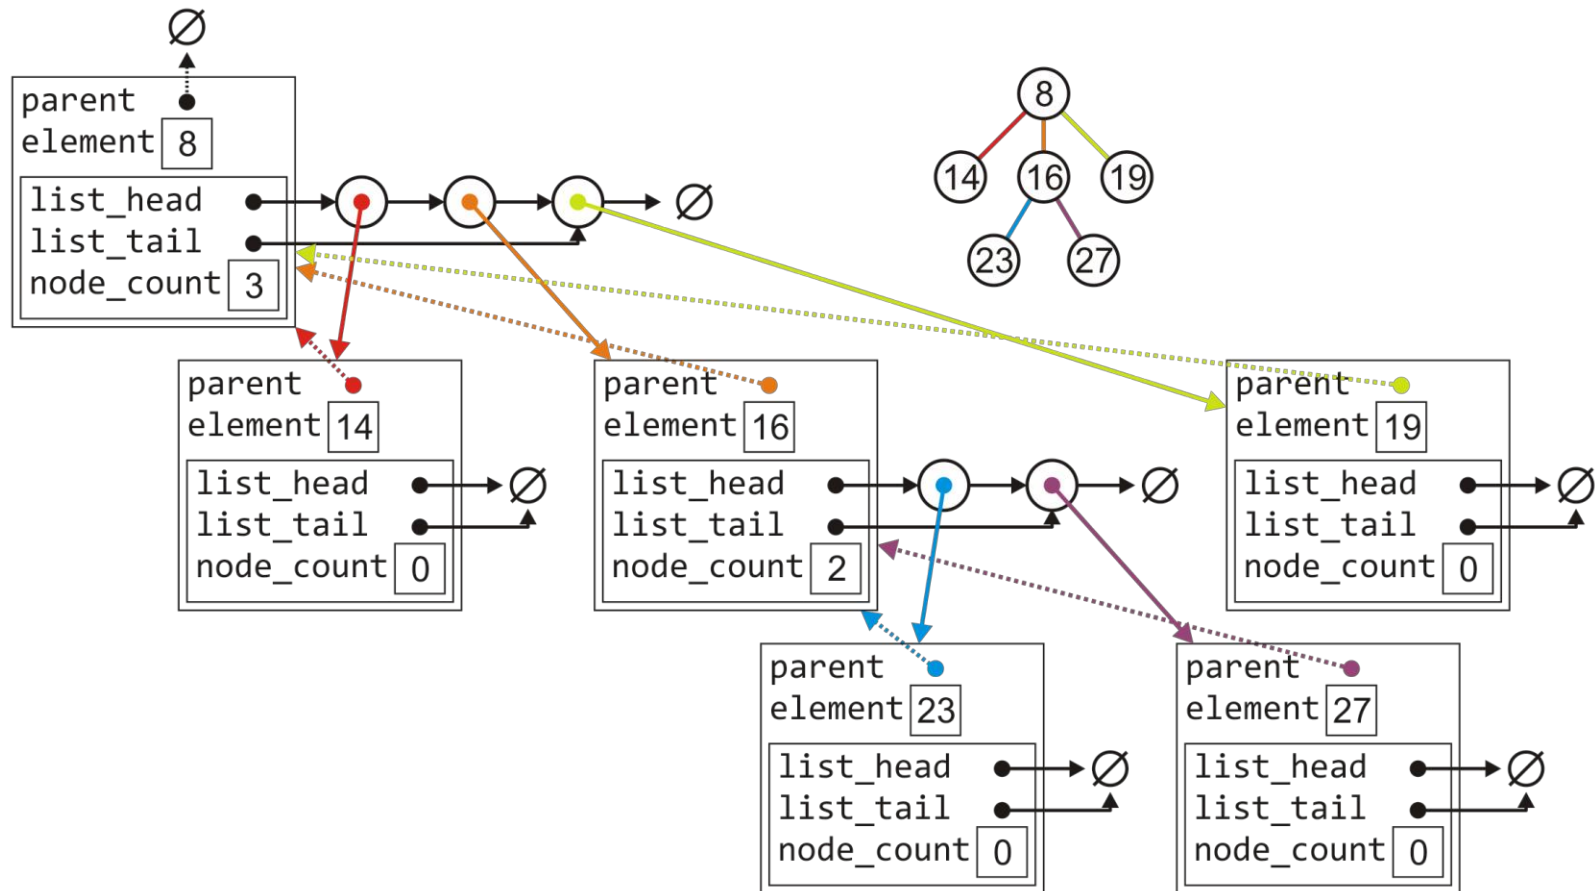 ∅
parent
element 8
list_head
∅
list_tail
node_count 3
8
14 16 19
23 27
parent
element 14
list_head
∅
list_tail
node_count 0
parent
element 16
list_head
∅
list_tail
node_count 2
parent
element 19
list_head
∅
list_tail
node_count 0
parent
element 23
list_head
∅
list_tail
node_count 0
parent
element 27
list_head
∅
list_tail
node_count 0